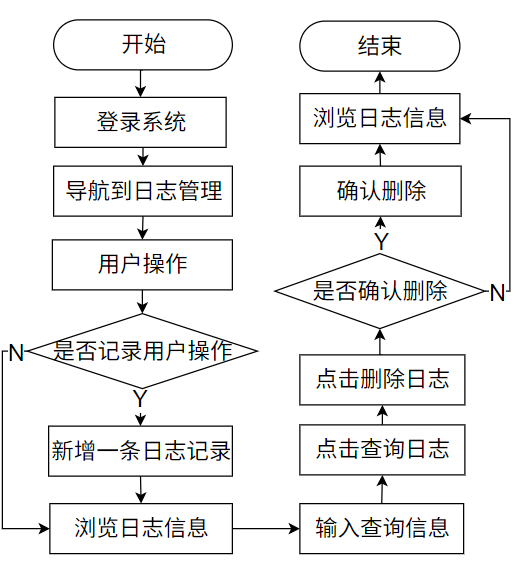 开始
登录系统
导航到日志管理
用户操作
是否记录用户操作
N
Y
新增一条日志记录
浏览日志信息
输入查询信息
点击查询日志
点击删除日志
是否确认删除
N
Y
确认删除
浏览日志信息
结束